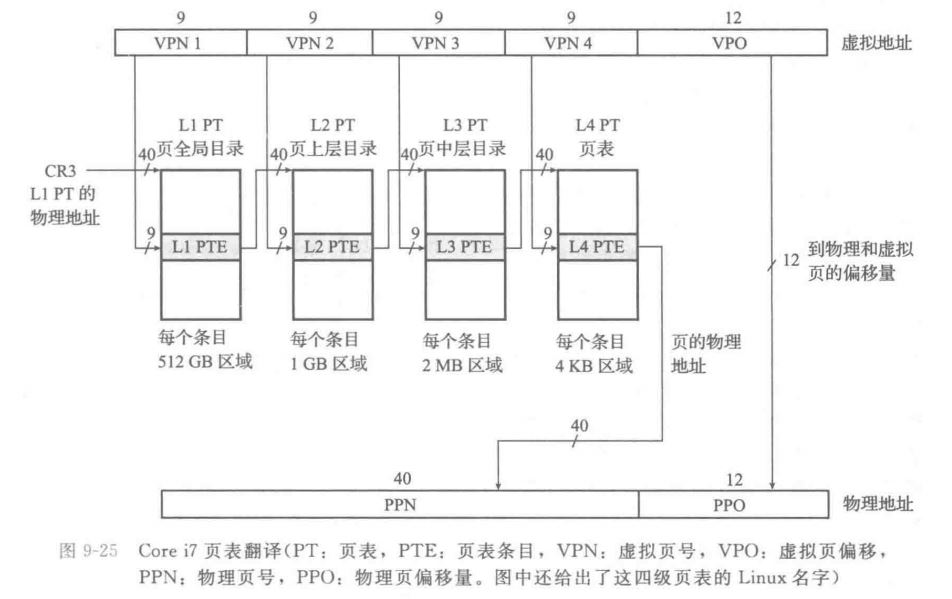 9 9 9 9 12
VPN 1 VPN 2 VPN 3 VPN 4 VPO 虚拟地址
L1 PT L2 PT L3 PT L4 PT
40 页全局目录 40 页上层目录 40 页中层目录 40 页表
CR3
L1 PT 的
物理地址
9 L1 PTE 9 L2 PTE 9 L3 PTE 9 L4 PTE
12 到物理和虚拟
页的偏移量
每个条目 每个条目 每个条目 每个条目 页的物理
512 GB 区域 1 GB 区域 2 MB 区域 4 KB 区域 地址
40
40 12
PPN PPO 物理地址
图 9-25 Core i7 页表翻译(PT:页表,PTE:页表条目,VPN:虚拟页号,VPO:虚拟页偏移,
PPN:物理页号,PPO:物理页偏移量。图中还给出了这四级页表的 Linux 名字)